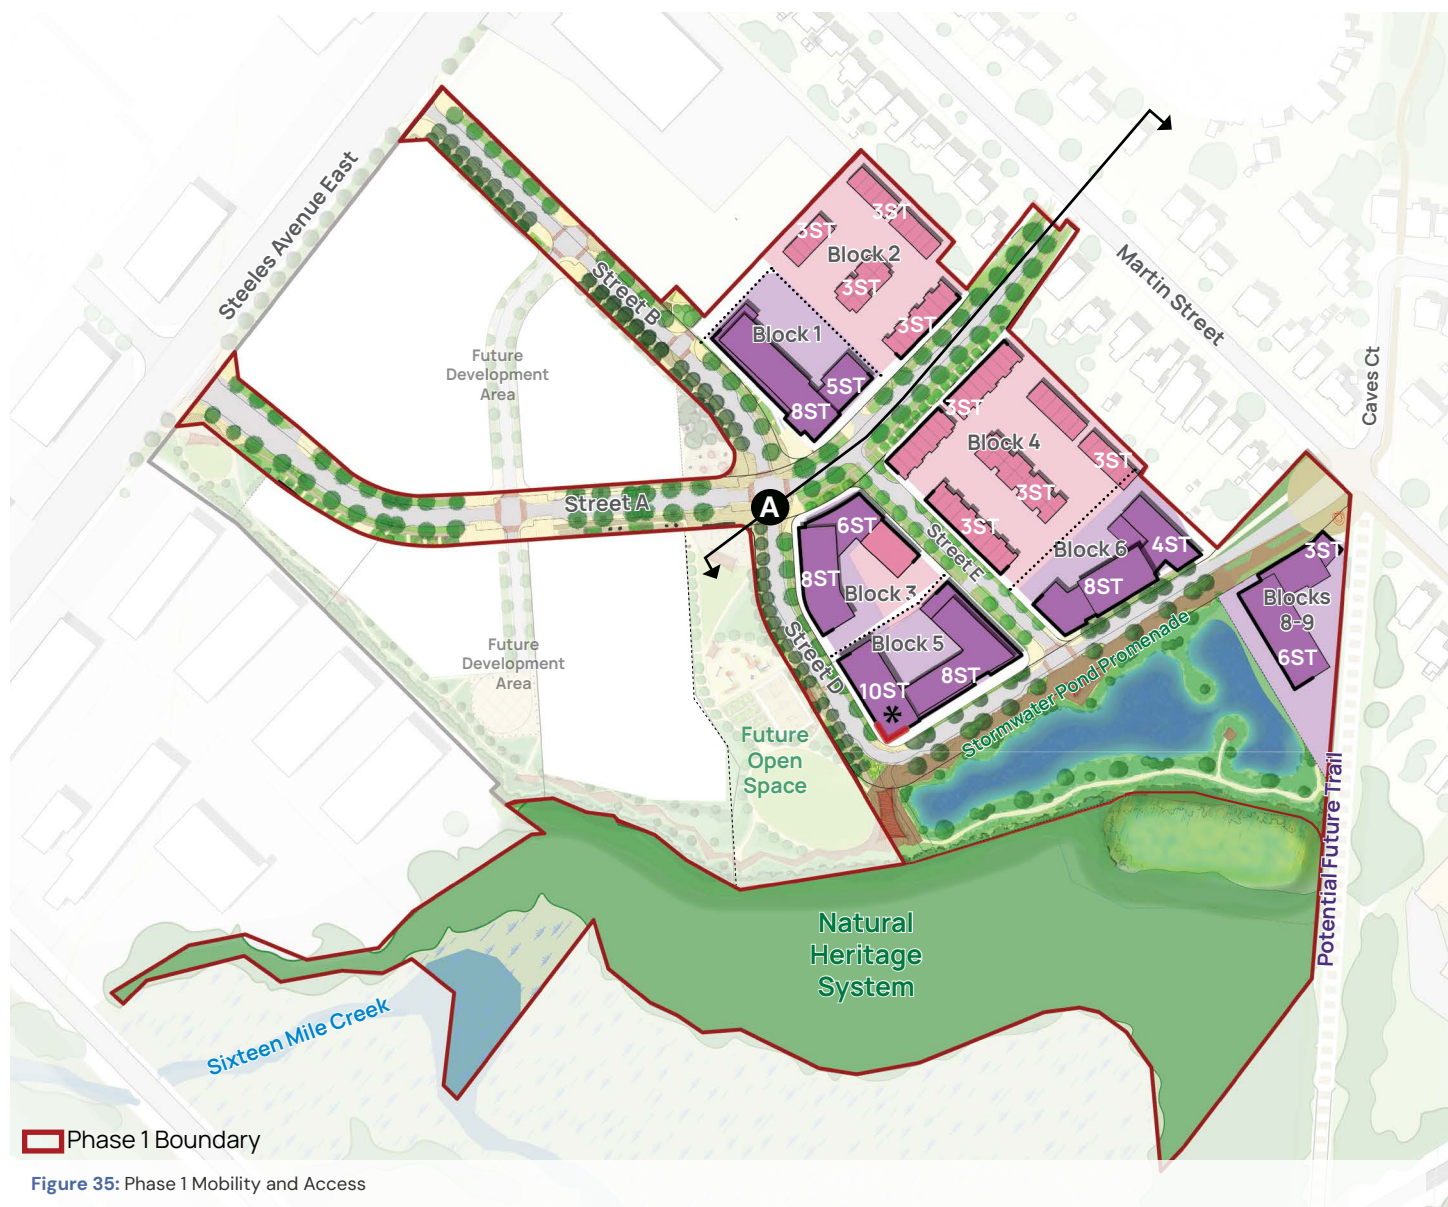 Steeles Avenue East
Martin Street
Caves Ct
Street B
Block 2
3ST
3ST
3ST
3ST
Block 1
5ST
8ST
Future
Development
Area
Block 4
3ST
3ST
3ST
3ST
Street A
A
6ST
8ST
Block 3
Street E
Block 6
4ST
8ST
3ST
Blocks
8-9
6ST
Block 5
10ST
*
8ST
Street D
Stormwater Pond Promenade
Future
Development
Area
Future
Open
Space
Potential Future Trail
Natural
Heritage
System
Sixteen Mile Creek
Phase 1 Boundary
Figure 35: Phase 1 Mobility and Access